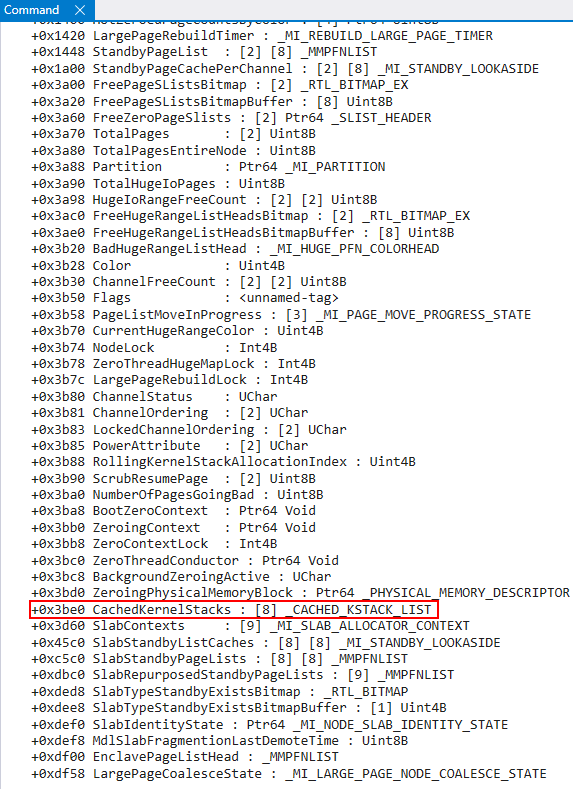 Command
+0x1420 LargePageRebuildTimer : _MI_REBUILD_LARGE_PAGE_TIMER
+0x1448 StandbyPageList : [2] [8] _MMPFNLIST
+0x1a00 StandbyPageCachePerChannel : [2] [8] _MI_STANDBY_LOOKASIDE
+0x3a00 FreePageSListsBitmap : [2] _RTL_BITMAP_EX
+0x3a20 FreePageSListsBitmapBuffer : [8] Uint8B
+0x3a60 FreeZeroPageSlists : [2] Ptr64 _SLIST_HEADER
+0x3a70 TotalPages : [2] Uint8B
+0x3a80 TotalPagesEntireNode : Uint8B
+0x3a88 Partition : Ptr64 _MI_PARTITION
+0x3a90 TotalHugeIoPages : Uint8B
+0x3a98 HugeIoRangeFreeCount : [2] [2] Uint8B
+0x3ac0 FreeHugeRangeListHeadsBitmap : [2] _RTL_BITMAP_EX
+0x3ae0 FreeHugeRangeListHeadsBitmapBuffer : [8] Uint8B
+0x3b20 BadHugeRangeListHead : _MI_HUGE_PFN_COLORHEAD
+0x3b28 Color : Uint4B
+0x3b30 ChannelFreeCount : [2] [2] Uint8B
+0x3b50 Flags : <unnamed-tag>
+0x3b58 PageListMoveInProgress : [3] _MI_PAGE_MOVE_PROGRESS_STATE
+0x3b70 CurrentHugeRangeColor : Uint4B
+0x3b74 NodeLock : Int4B
+0x3b78 ZeroThreadHugeMapLock : Int4B
+0x3b7c LargePageRebuildLock : Int4B
+0x3b80 ChannelStatus : UChar
+0x3b81 ChannelOrdering : [2] UChar
+0x3b83 LockedChannelOrdering : [2] UChar
+0x3b85 PowerAttribute : [2] UChar
+0x3b88 RollingKernelStackAllocationIndex : Uint4B
+0x3b90 ScrubResumePage : [2] Uint8B
+0x3ba0 NumberOfPagesGoingBad : Uint8B
+0x3ba8 BootZeroContext : Ptr64 Void
+0x3bb0 ZeroingContext : Ptr64 Void
+0x3bb8 ZeroContextLock : Int4B
+0x3bc0 ZeroThreadConductor : Ptr64 Void
+0x3bc8 BackgroundZeroingActive : UChar
+0x3bd0 ZeroingPhysicalMemoryBlock : Ptr64 _PHYSICAL_MEMORY_DESCRIPTOR
+0x3be0 CachedKernelStacks : [8] _CACHED_KSTACK_LIST
+0x3d60 SlabContexts : [9] _MI_SLAB_ALLOCATOR_CONTEXT
+0x45c0 SlabStandbyListCaches : [8] [8] _MI_STANDBY_LOOKASIDE
+0xc5c0 SlabStandbyPageLists : [8] [8] _MMPFNLIST
+0xdbc0 SlabRepurposedStandbyPageLists : [9] _MMPFNLIST
+0xded8 SlabTypeStandbyExistsBitmap : _RTL_BITMAP
+0xdee8 SlabTypeStandbyExistsBitmapBuffer : [1] Uint4B
+0xdef0 SlabIdentityState : Ptr64 _MI_NODE_SLAB_IDENTITY_STATE
+0xdef8 MdlSlabFragmentionLastDemoteTime : Uint8B
+0xdf00 EnclavePageListHead : _MMPFNLIST
+0xdf58 LargePageCoalesceState : _MI_LARGE_PAGE_NODE_COALESCE_STATE